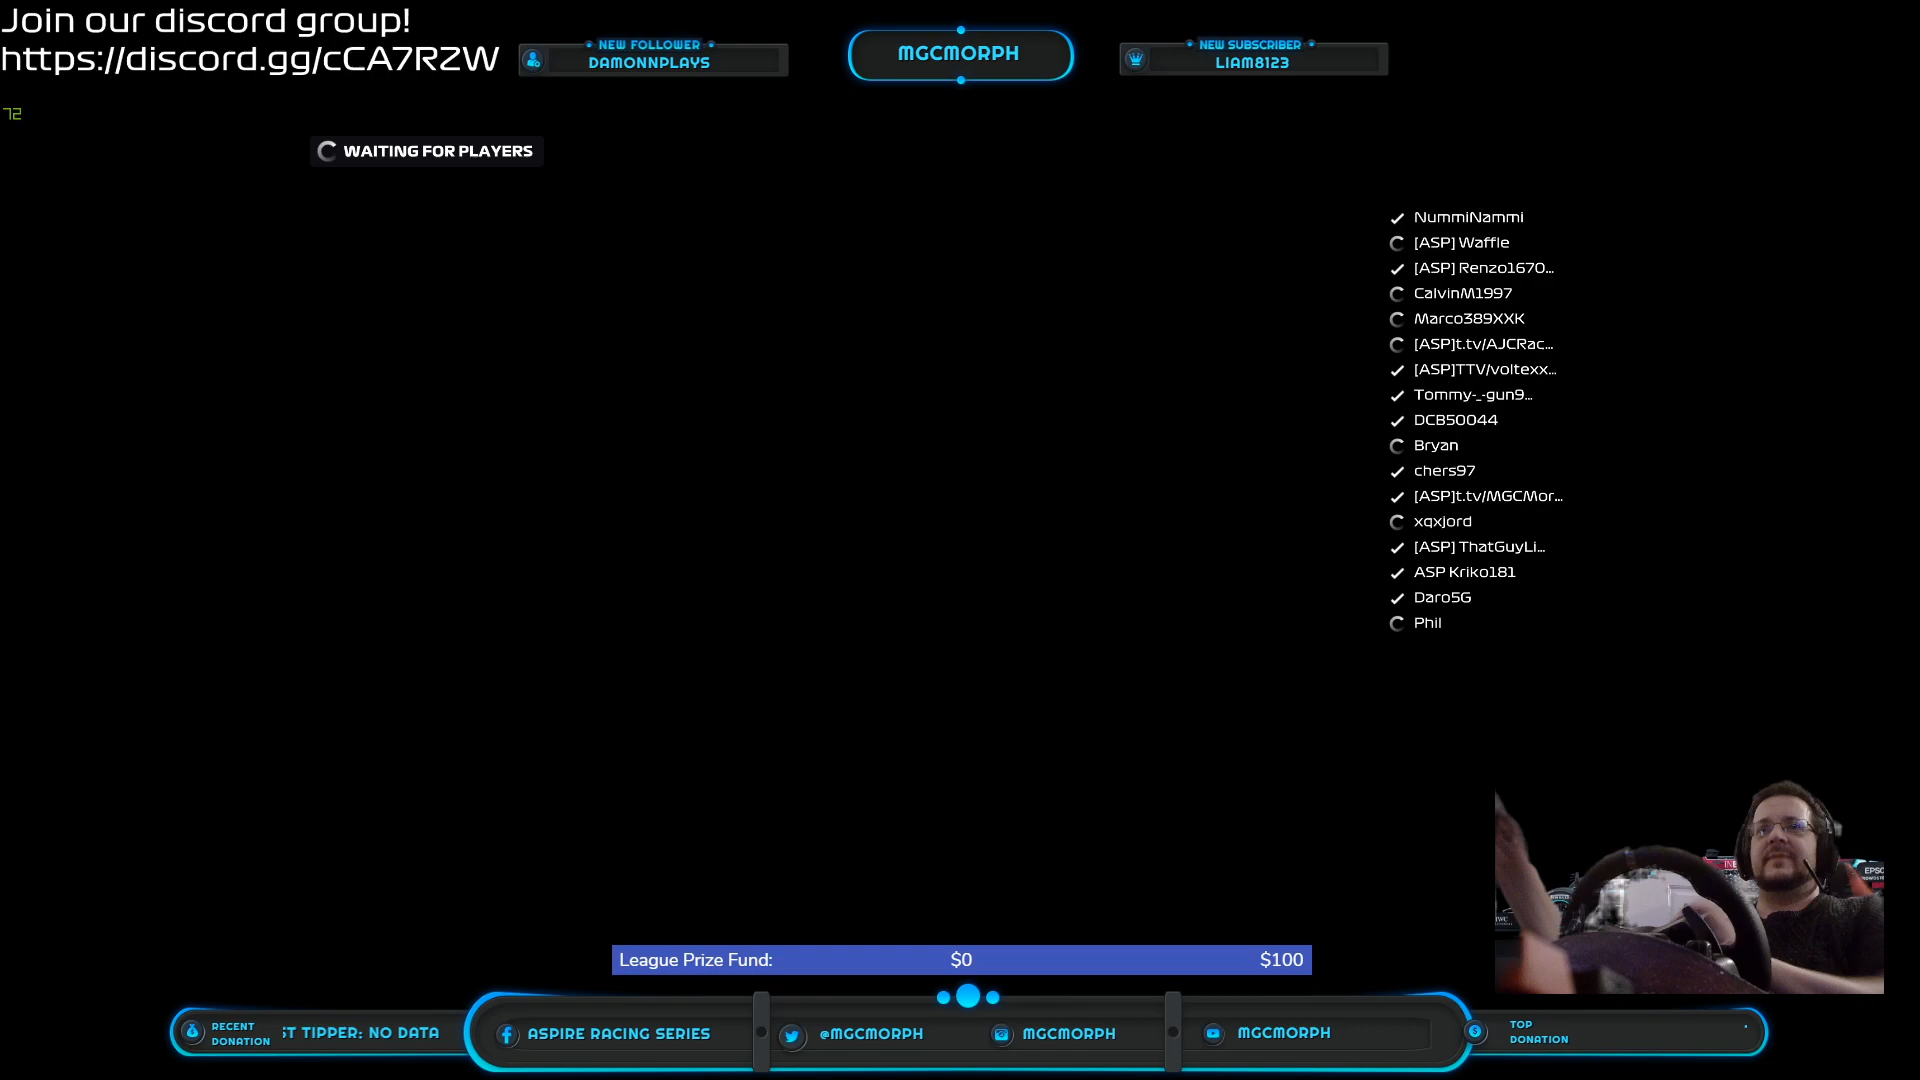 Join our discord group!
https://discord.gg/cCA7RZW
NEW FOLLOWER
DAMONNPLAYS
MGCMORPH
NEW SUBSCRIBER
LIAM8123
72
WAITING FOR PLAYERS
NummiNammi
[ASP] Waffle
[ASP] Renzo1670...
CalvinM1997
Marco389XXK
[ASP]t.tv/AJCRac...
[ASP]TTV/voltexx...
Tommy-_-gun9...
DCB50044
Bryan
chers97
[ASP]t.tv/MGCMor...
xqxjord
[ASP] ThatGuyLi...
ASP Kriko181
Daro5G
Phil
League Prize Fund: $0 $100
RECENT
DONATION
ST TIPPER: NO DATA
ASPIRE RACING SERIES
@MGCMORPH
MGCMORPH
MGCMORPH
TOP
DONATION